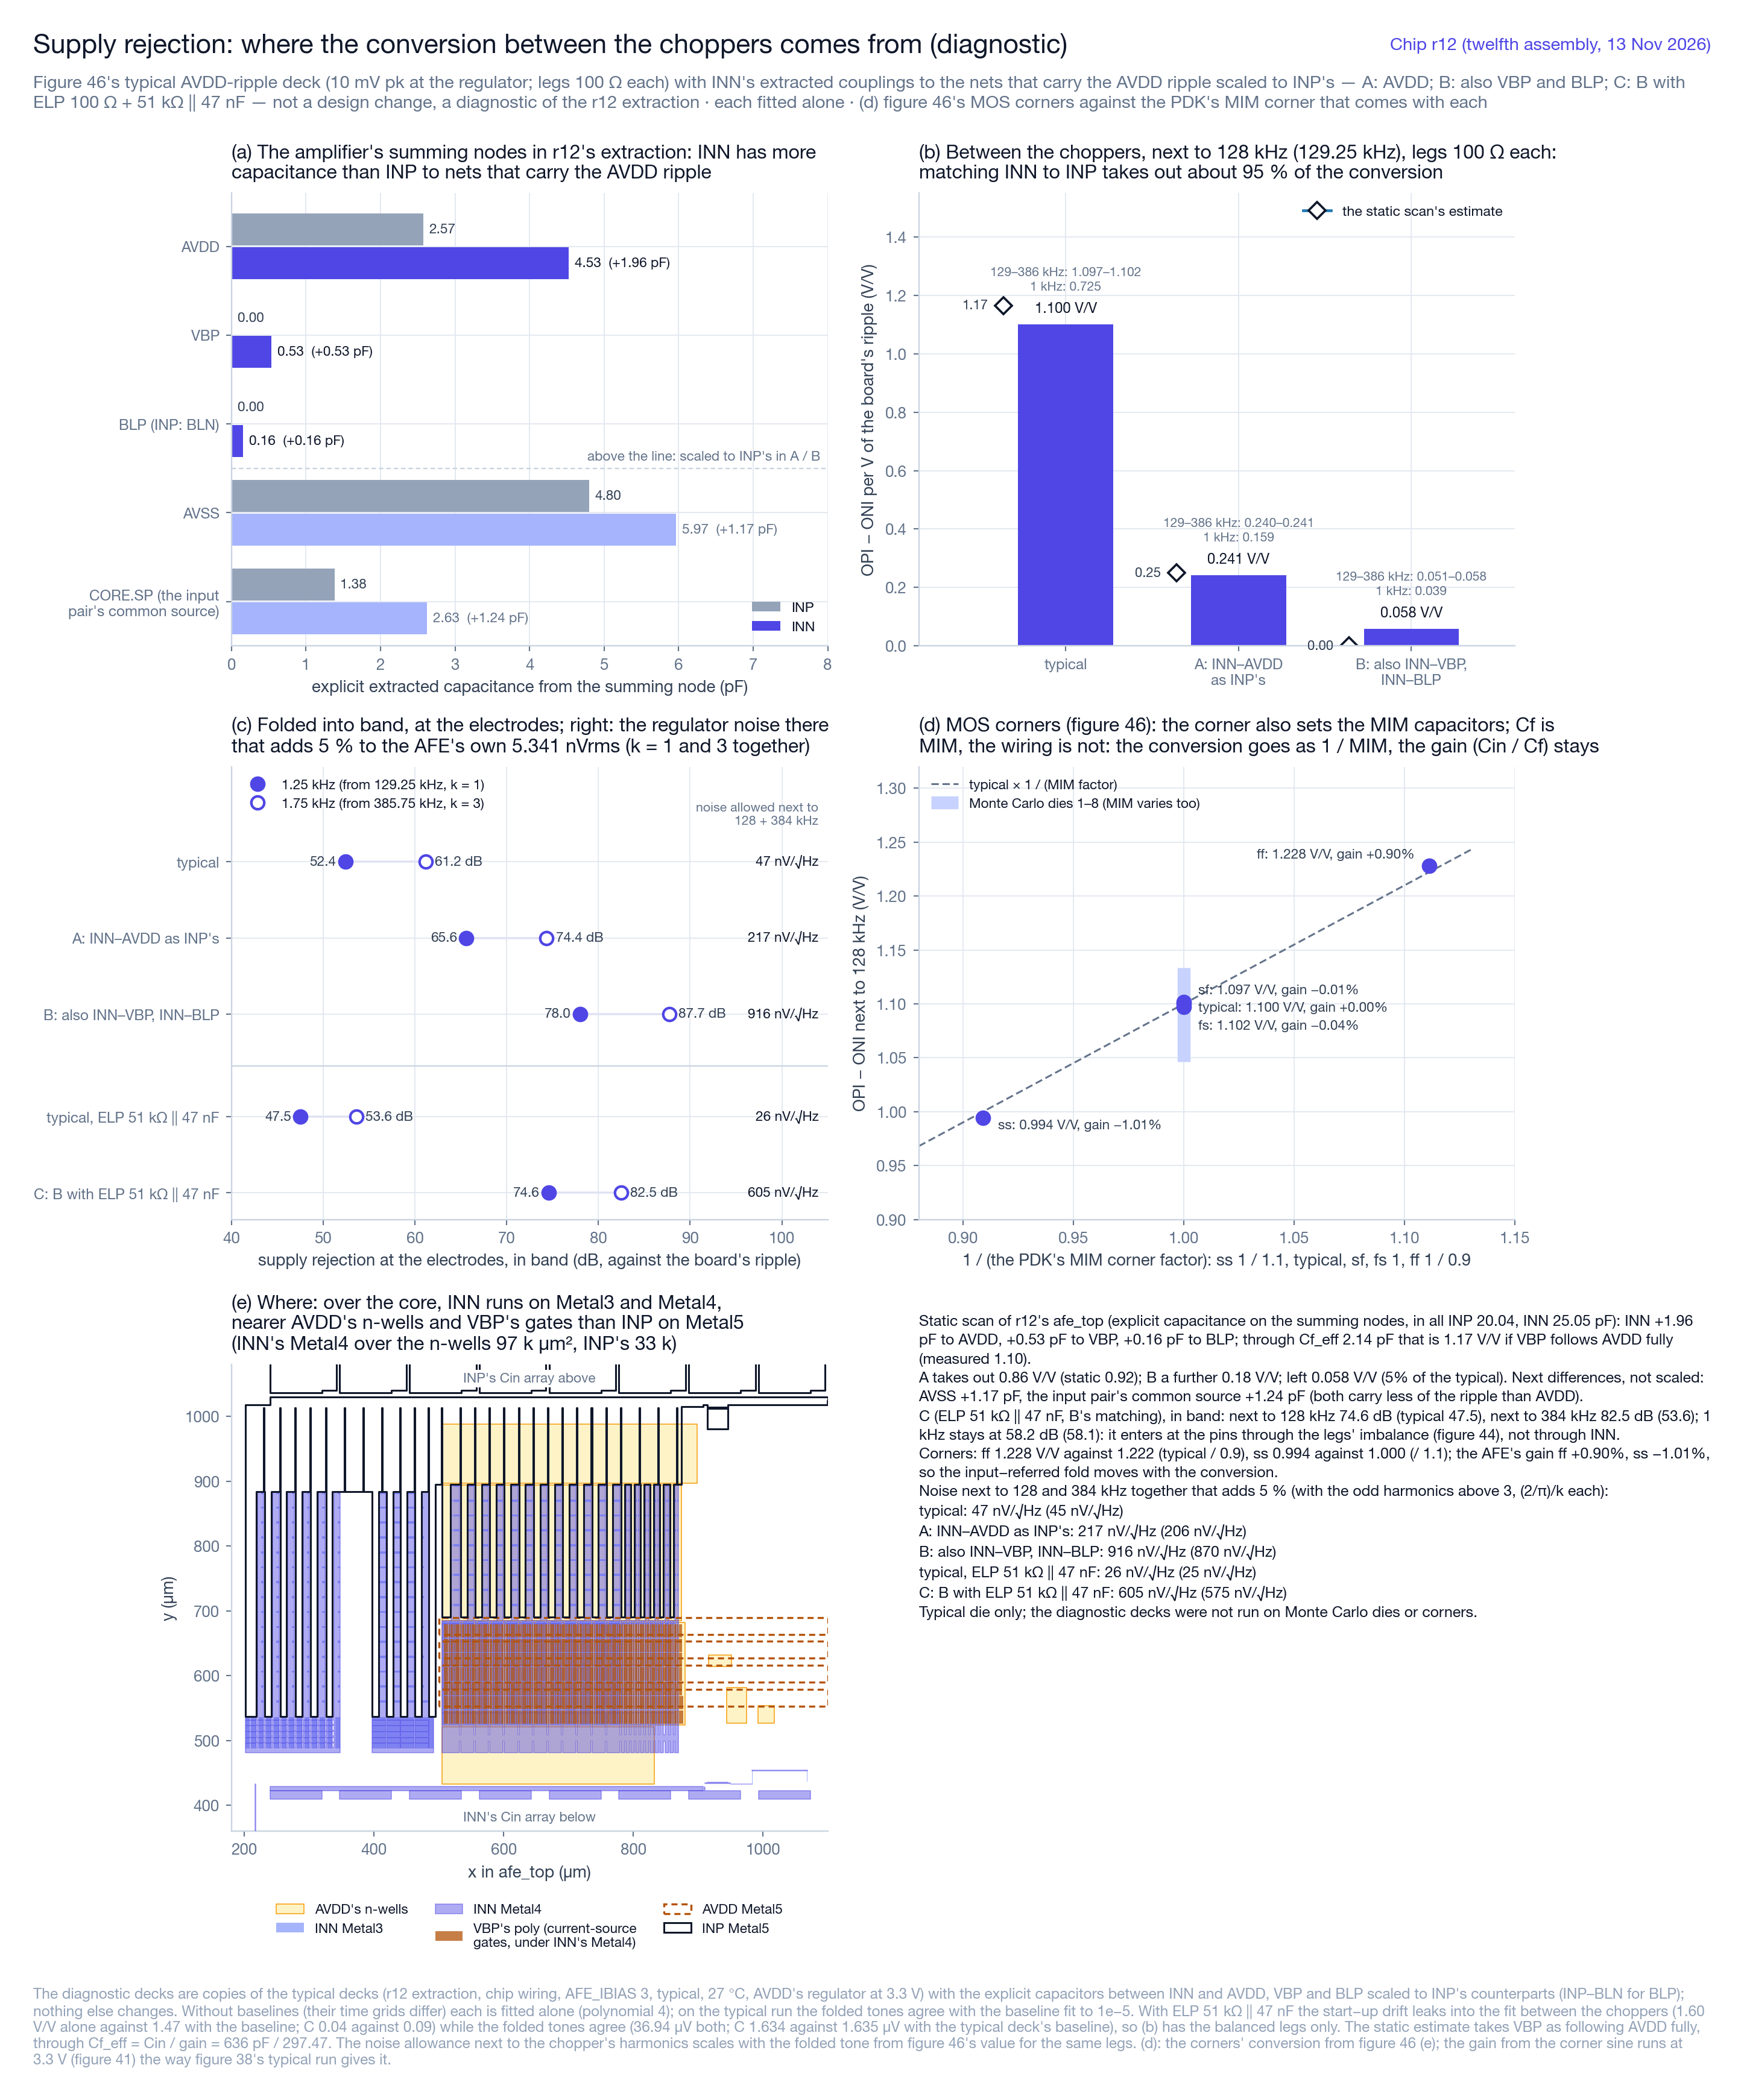 Supply rejection: where the conversion between the choppers comes from (diagnostic)
Chip r12 (twelfth assembly, 13 Nov 2026)
Figure 46's typical AVDD-ripple deck (10 mV pk at the regulator; legs 100 Ω each) with INN's extracted couplings to the nets that carry the AVDD ripple scaled to INP's — A: AVDD; B: also VBP and BLP; C: B with
ELP 100 Ω + 51 kΩ || 47 nF — not a design change, a diagnostic of the r12 extraction · each fitted alone · (d) figure 46's MOS corners against the PDK's MIM corner that comes with each
(a) The amplifier's summing nodes in r12's extraction: INN has more
capacitance than INP to nets that carry the AVDD ripple
AVDD
2.57
4.53 (+1.96 pF)
VBP
0.00
0.53 (+0.53 pF)
BLP (INP: BLN)
0.00
0.16 (+0.16 pF)
above the line: scaled to INP's in A / B
AVSS
4.80
5.97 (+1.17 pF)
CORE.SP (the input
pair's common source)
1.38
2.63 (+1.24 pF)
INP
INN
0 1 2 3 4 5 6 7 8
explicit extracted capacitance from the summing node (pF)
(b) Between the choppers, next to 128 kHz (129.25 kHz), legs 100 Ω each:
matching INN to INP takes out about 95 % of the conversion
the static scan's estimate
OPI − ONI per V of the board's ripple (V/V)
1.4
1.2
1.0
0.8
0.6
0.4
0.2
0.0
129–386 kHz: 1.097–1.102
1 kHz: 0.725
1.17
1.100 V/V
129–386 kHz: 0.240–0.241
1 kHz: 0.159
0.25
0.241 V/V
129–386 kHz: 0.051–0.058
1 kHz: 0.039
0.00
0.058 V/V
typical
A: INN–AVDD
as INP's
B: also INN–VBP,
INN–BLP
(c) Folded into band, at the electrodes; right: the regulator noise there
that adds 5 % to the AFE's own 5.341 nVrms (k = 1 and 3 together)
1.25 kHz (from 129.25 kHz, k = 1)
1.75 kHz (from 385.75 kHz, k = 3)
noise allowed next to
128 + 384 kHz
typical
52.4
61.2 dB
47 nV/√Hz
A: INN–AVDD as INP's
65.6
74.4 dB
217 nV/√Hz
B: also INN–VBP, INN–BLP
78.0
87.7 dB
916 nV/√Hz
typical, ELP 51 kΩ || 47 nF
47.5
53.6 dB
26 nV/√Hz
C: B with ELP 51 kΩ || 47 nF
74.6
82.5 dB
605 nV/√Hz
40 50 60 70 80 90 100
supply rejection at the electrodes, in band (dB, against the board's ripple)
(d) MOS corners (figure 46): the corner also sets the MIM capacitors; Cf is
MIM, the wiring is not: the conversion goes as 1 / MIM, the gain (Cin / Cf) stays
typical × 1 / (MIM factor)
Monte Carlo dies 1–8 (MIM varies too)
OPI − ONI next to 128 kHz (V/V)
1.30
1.25
1.20
1.15
1.10
1.05
1.00
0.95
0.90
ff: 1.228 V/V, gain +0.90%
sf: 1.097 V/V, gain −0.01%
typical: 1.100 V/V, gain +0.00%
fs: 1.102 V/V, gain −0.04%
ss: 0.994 V/V, gain −1.01%
0.90 0.95 1.00 1.05 1.10 1.15
1 / (the PDK's MIM corner factor): ss 1 / 1.1, typical, sf, fs 1, ff 1 / 0.9
(e) Where: over the core, INN runs on Metal3 and Metal4,
nearer AVDD's n-wells and VBP's gates than INP on Metal5
(INN's Metal4 over the n-wells 97 k µm², INP's 33 k)
INP's Cin array above
y (µm)
1000
900
800
700
600
500
400
INN's Cin array below
200 400 600 800 1000
x in afe_top (µm)
AVDD's n-wells
INN Metal3
INN Metal4
VBP's poly (current-source
gates, under INN's Metal4)
AVDD Metal5
INP Metal5
Static scan of r12's afe_top (explicit capacitance on the summing nodes, in all INP 20.04, INN 25.05 pF): INN +1.96
pF to AVDD, +0.53 pF to VBP, +0.16 pF to BLP; through Cf_eff 2.14 pF that is 1.17 V/V if VBP follows AVDD fully
(measured 1.10).
A takes out 0.86 V/V (static 0.92); B a further 0.18 V/V; left 0.058 V/V (5% of the typical). Next differences, not scaled:
AVSS +1.17 pF, the input pair's common source +1.24 pF (both carry less of the ripple than AVDD).
C (ELP 51 kΩ || 47 nF, B's matching), in band: next to 128 kHz 74.6 dB (typical 47.5), next to 384 kHz 82.5 dB (53.6); 1
kHz stays at 58.2 dB (58.1): it enters at the pins through the legs' imbalance (figure 44), not through INN.
Corners: ff 1.228 V/V against 1.222 (typical / 0.9), ss 0.994 against 1.000 (/ 1.1); the AFE's gain ff +0.90%, ss −1.01%,
so the input−referred fold moves with the conversion.
Noise next to 128 and 384 kHz together that adds 5 % (with the odd harmonics above 3, (2/π)/k each):
typical: 47 nV/√Hz (45 nV/√Hz)
A: INN–AVDD as INP's: 217 nV/√Hz (206 nV/√Hz)
B: also INN–VBP, INN–BLP: 916 nV/√Hz (870 nV/√Hz)
typical, ELP 51 kΩ || 47 nF: 26 nV/√Hz (25 nV/√Hz)
C: B with ELP 51 kΩ || 47 nF: 605 nV/√Hz (575 nV/√Hz)
Typical die only; the diagnostic decks were not run on Monte Carlo dies or corners.
The diagnostic decks are copies of the typical decks (r12 extraction, chip wiring, AFE_IBIAS 3, typical, 27 °C, AVDD's regulator at 3.3 V) with the explicit capacitors between INN and AVDD, VBP and BLP scaled to INP's counterparts (INP–BLN for BLP);
nothing else changes. Without baselines (their time grids differ) each is fitted alone (polynomial 4); on the typical run the folded tones agree with the baseline fit to 1e−5. With ELP 51 kΩ || 47 nF the start−up drift leaks into the fit between the choppers (1.60
V/V alone against 1.47 with the baseline; C 0.04 against 0.09) while the folded tones agree (36.94 µV both; C 1.634 against 1.635 µV with the typical deck's baseline), so (b) has the balanced legs only. The static estimate takes VBP as following AVDD fully,
through Cf_eff = Cin / gain = 636 pF / 297.47. The noise allowance next to the chopper's harmonics scales with the folded tone from figure 46's value for the same legs. (d): the corners' conversion from figure 46 (e); the gain from the corner sine runs at
3.3 V (figure 41) the way figure 38's typical run gives it.